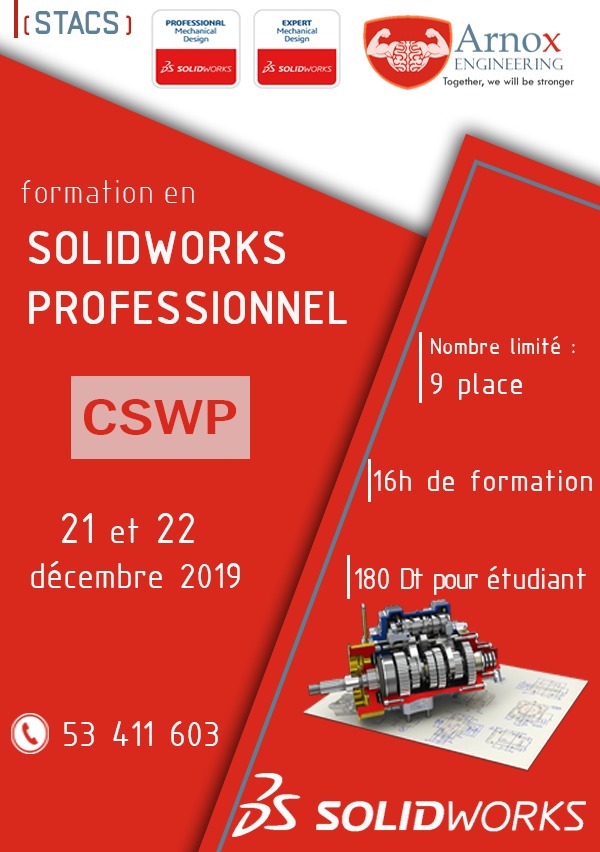 (STACS)
PROFESSIONAL
Mechanical
Design
SOLIDWORKS
EXPERT
Mechanical
Design
SOLIDWORKS
Arnox
ENGINEERING
Together, we will be stronger
formation en
SOLIDWORKS
PROFESSIONNEL
CSWP
21 et 22
décembre 2019
53 411 603
Nombre limité :
9 place
16h de formation
180 Dt pour étudiant
SOLIDWORKS